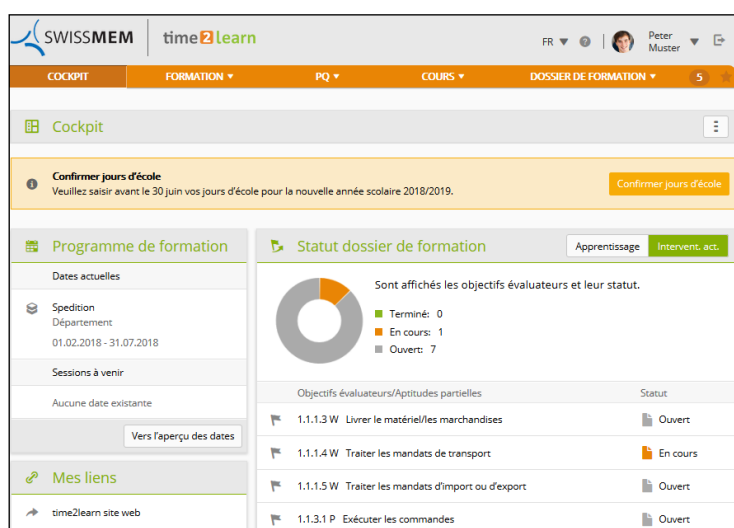 SWISSMEM time2learn
FR Peter Muster
COCKPIT FORMATION PQ COURS DOSSIER DE FORMATION 5
Cockpit
Confirmer jours d'école
Veuillez saisir avant le 30 juin vos jours d'école pour la nouvelle année scolaire 2018/2019.
Confirmer jours d'école
Programme de formation
Dates actuelles
Spedition
Département
01.02.2018 - 31.07.2018
Sessions à venir
Aucune date existante
Vers l'aperçu des dates
Mes liens
time2learn site web
Statut dossier de formation
Apprentissage Intervent. act.
Sont affichés les objectifs évaluateurs et leur statut.
Terminé: 0
En cours: 1
Ouvert: 7
Objectifs évaluateurs/Aptitudes partielles Statut
1.1.1.3 W Livrer le matériel/les marchandises Ouvert
1.1.1.4 W Traiter les mandats de transport En cours
1.1.1.5 W Traiter les mandats d'import ou d'export Ouvert
1.1.3.1 P Exécuter les commandes Ouvert